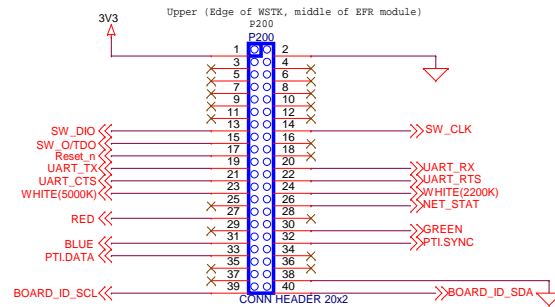 Upper (Edge of WSTK, middle of EFR module)
3V3
P200
P200
1 2
3 4
5 6
7 8
9 10
11 12
SW_DIO 13 14 SW_CLK
SW_O/TDO 15 16
Reset_n 17 18
UART_TX 19 20 UART_RX
UART_CTS 21 22 UART_RTS
WHITE(5000K) 23 24 WHITE(2200K)
25 26 NET_STAT
RED 27 28
29 30 GREEN
BLUE 31 32 PTI.SYNC
PTI.DATA 33 34
35 36
37 38
BOARD_ID_SCL 39 40 BOARD_ID_SDA
CONN HEADER 20x2